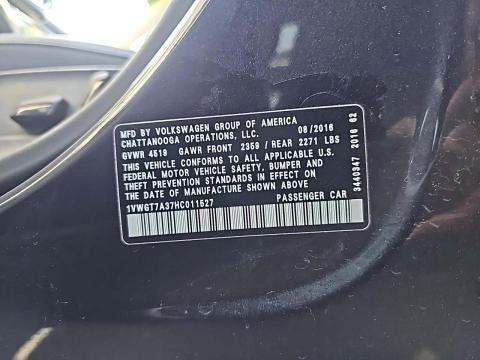 MFD BY VOLKSWAGEN GROUP OF AMERICA
CHATTANOOGA OPERATIONS, LLC. 08/2016
GVWR 4519 GAWR FRONT 2359 / REAR 2271 LBS
THIS VEHICLE CONFORMS TO ALL APPLICABLE U.S.
FEDERAL MOTOR VEHICLE SAFETY, BUMPER AND
THEFT PREVENTION STANDARDS IN EFFECT ON
THE DATE OF MANUFACTURE SHOWN ABOVE.
1VWGT7A37HC011527 PASSENGER CAR
3440347 2016 62